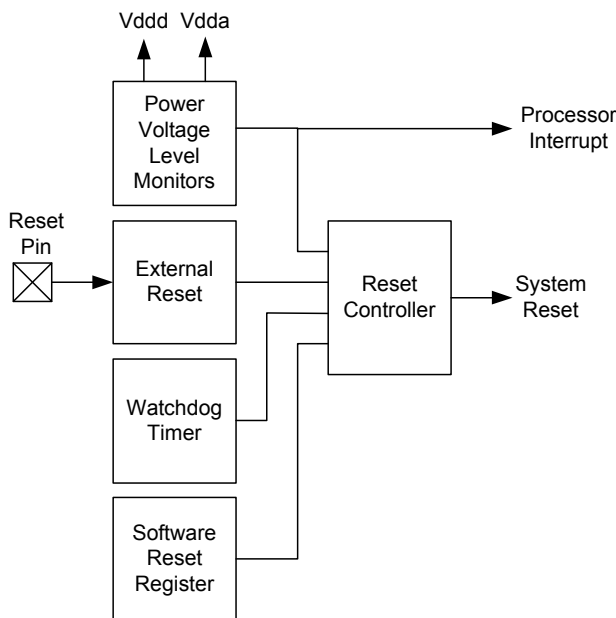 Vddd
Vdda
Power
Voltage
Level
Monitors
Processor
Interrupt
Reset
Pin
External
Reset
Reset
Controller
System
Reset
Watchdog
Timer
Software
Reset
Register